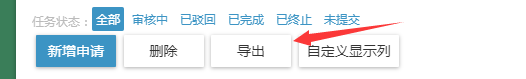 任务状态： 全部 审核中 已驳回 已完成 已终止 未提交
新增申请 删除 导出 自定义显示列